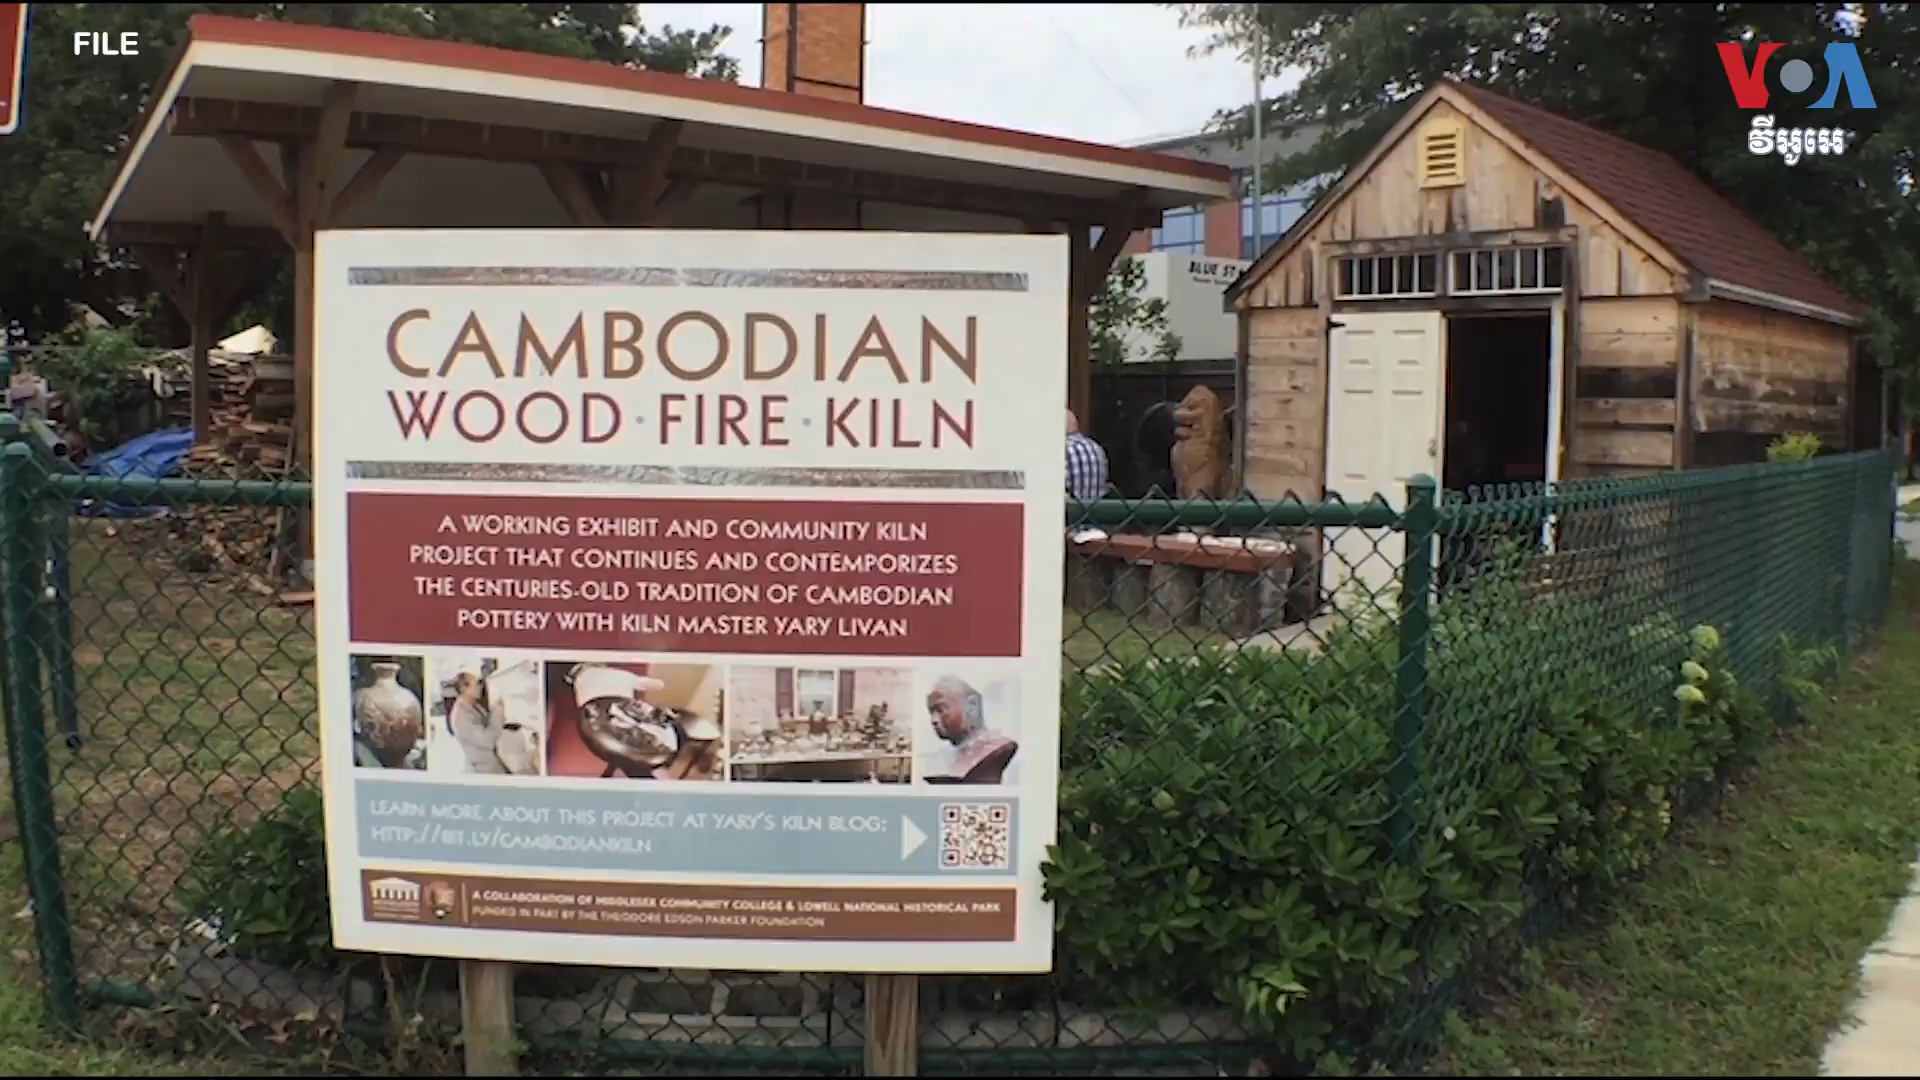 FILE
VOA
វីអូអេ
BLUE ST
CAMBODIAN
WOOD · FIRE · KILN
A WORKING EXHIBIT AND COMMUNITY KILN
PROJECT THAT CONTINUES AND CONTEMPORIZES
THE CENTURIES-OLD TRADITION OF CAMBODIAN
POTTERY WITH KILN MASTER YARY LIVAN
LEARN MORE ABOUT THIS PROJECT AT YARY'S KILN BLOG:
HTTP://BIT.LY/CAMBODIANKILN
A COLLABORATION OF MIDDLESEX COMMUNITY COLLEGE & LOWELL NATIONAL HISTORICAL PARK
FUNDED IN PART BY THE THEODORE EDSON PARKER FOUNDATION